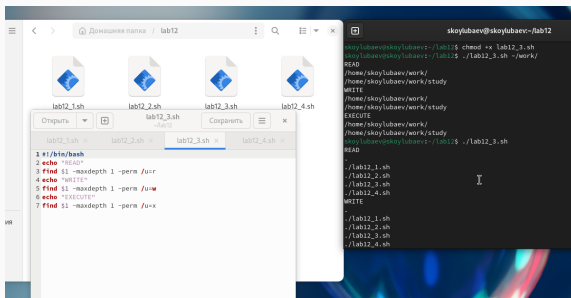 Домашняя папка / lab12
lab12_1.sh
lab12_2.sh
lab12_3.sh
lab12_4.sh
Открыть
lab12_3.sh
~/lab12
Сохранить
lab12_1.sh ×
lab12_2.sh ×
lab12_3.sh ×
lab12_4.sh ×
1 #!/bin/bash
2 echo "READ"
3 find $1 -maxdepth 1 -perm /u=r
4 echo "WRITE"
5 find $1 -maxdepth 1 -perm /u=w
6 echo "EXECUTE"
7 find $1 -maxdepth 1 -perm /u=x
skoylubaev@skoylubaev:~/lab12
skoylubaev@skoylubaev:~/lab12$ chmod +x lab12_3.sh
skoylubaev@skoylubaev:~/lab12$ ./lab12_3.sh ~/work/
READ
/home/skoylubaev/work/
/home/skoylubaev/work/study
WRITE
/home/skoylubaev/work/
/home/skoylubaev/work/study
EXECUTE
/home/skoylubaev/work/
/home/skoylubaev/work/study
skoylubaev@skoylubaev:~/lab12$ ./lab12_3.sh
READ
.
./lab12_1.sh
./lab12_2.sh
./lab12_3.sh
./lab12_4.sh
WRITE
.
./lab12_1.sh
./lab12_2.sh
./lab12_3.sh
./lab12_4.sh